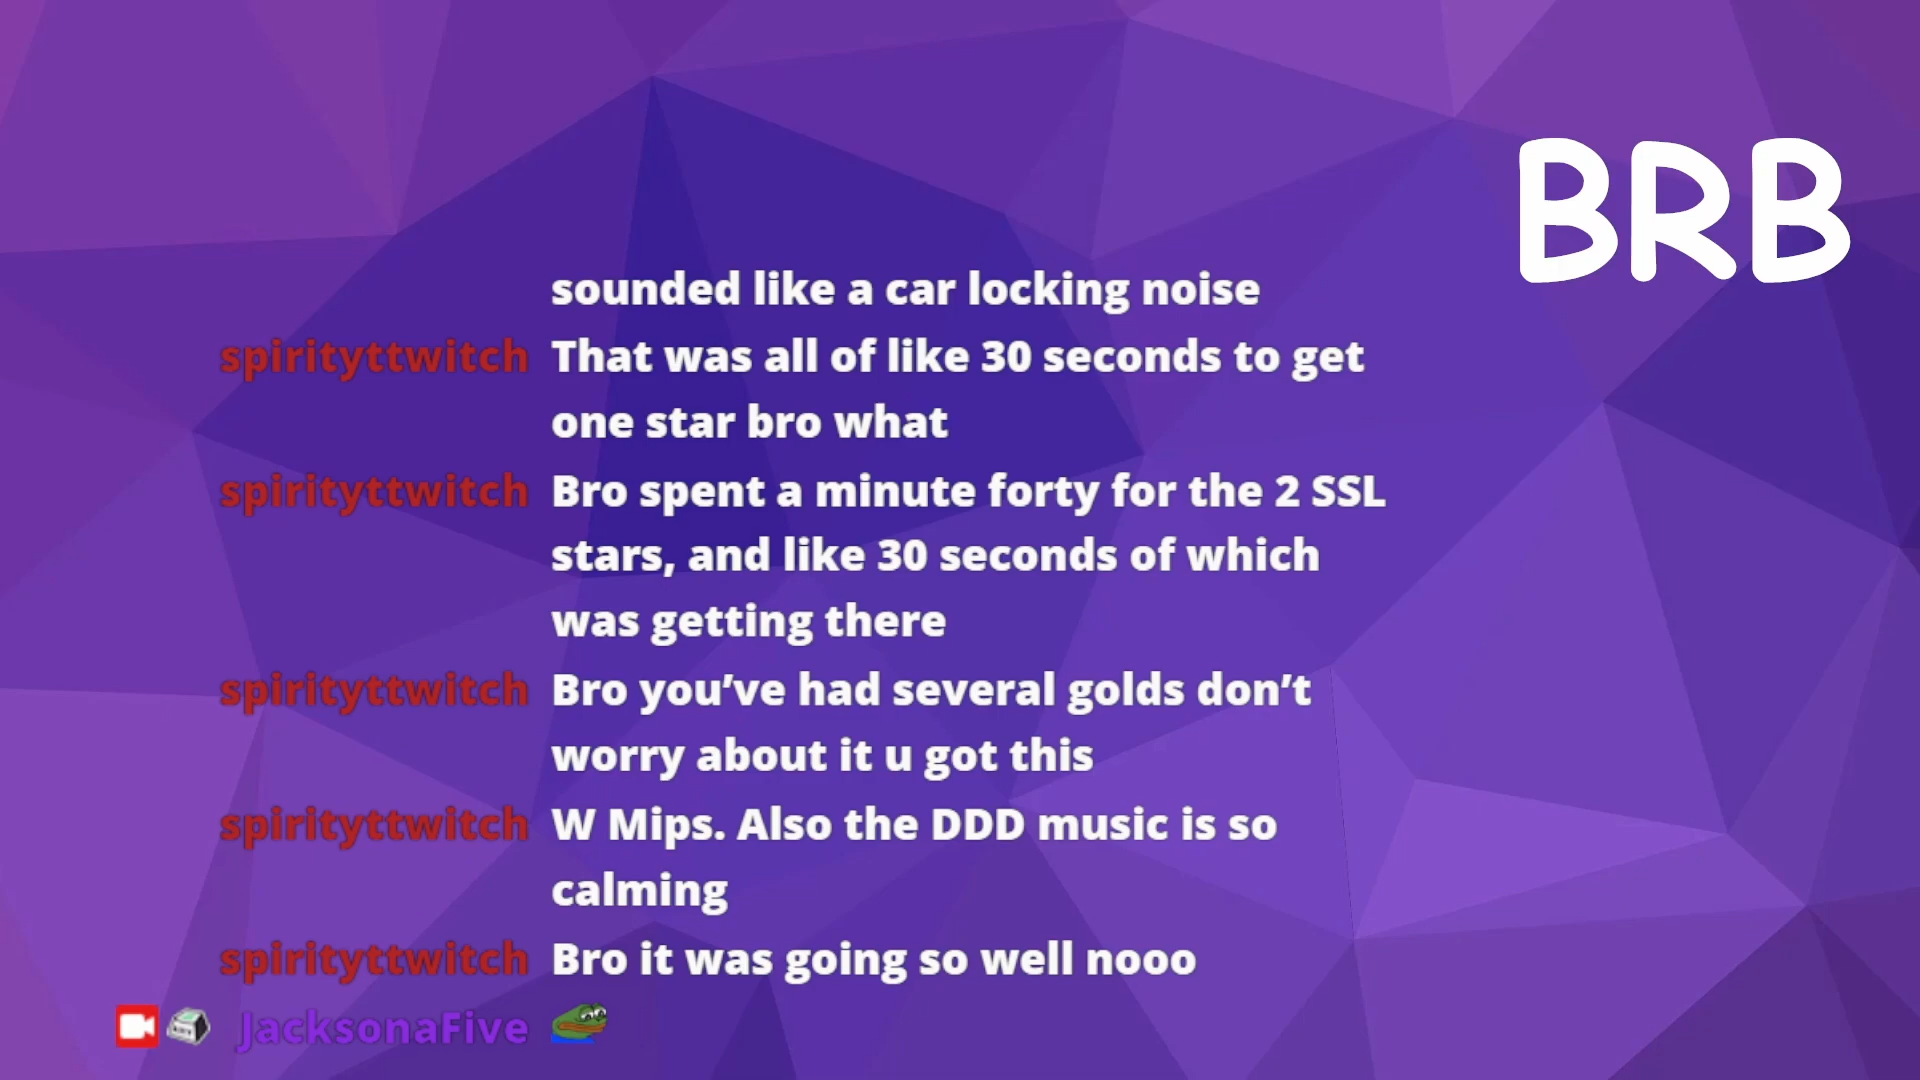 BRB
sounded like a car locking noise
spirityttwitch That was all of like 30 seconds to get
one star bro what
spirityttwitch Bro spent a minute forty for the 2 SSL
stars, and like 30 seconds of which
was getting there
spirityttwitch Bro you’ve had several golds don’t
worry about it u got this
spirityttwitch W Mips. Also the DDD music is so
calming
spirityttwitch Bro it was going so well nooo
JacksonaFive